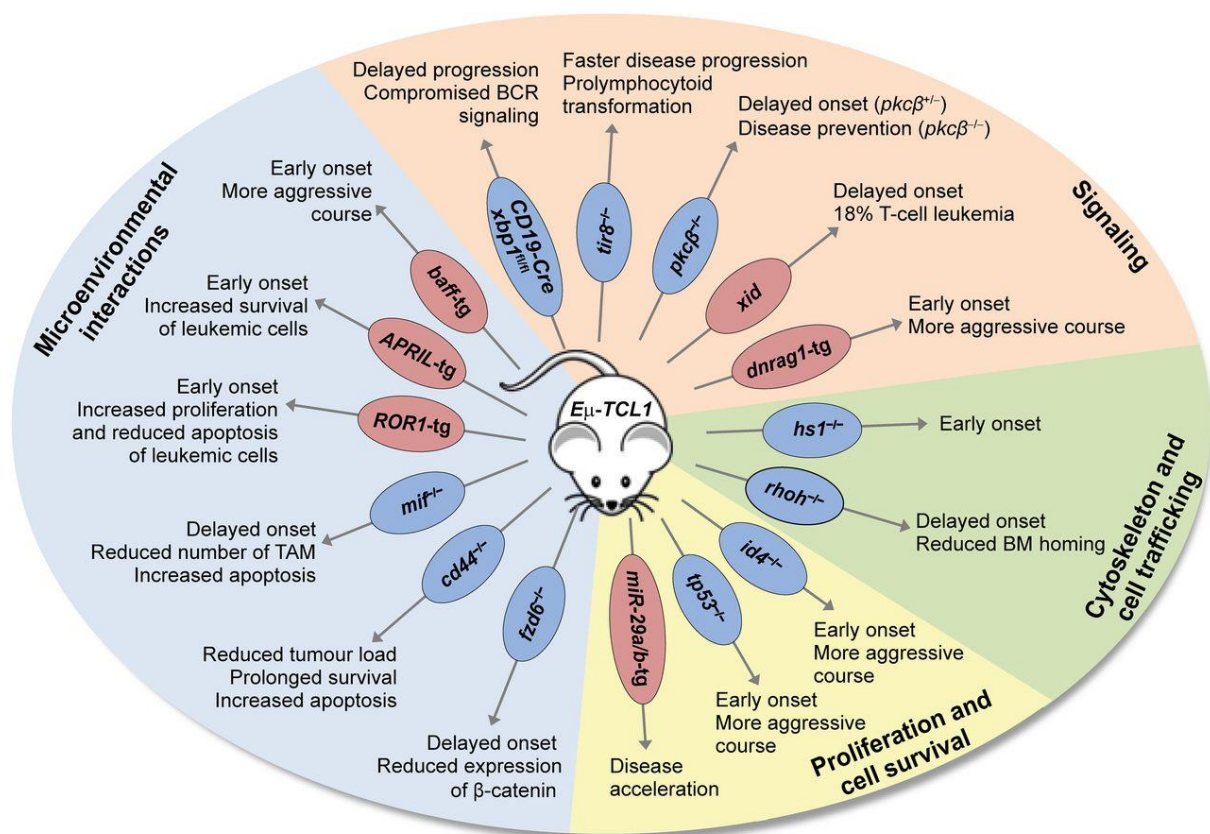 Delayed progression
Compromised BCR
signaling
Faster disease progression
Prolymphocytoid
transformation
Delayed onset (pkcβ+/–)
Disease prevention (pkcβ–/–)
Delayed onset
18% T-cell leukemia
Early onset
More aggressive course
Signaling
CD19-Cre
xbp1fl/fl
tir8–/–
pkcβ–/–
xid
dnrag1-tg
Early onset
More aggressive
course
Early onset
Increased survival
of leukemic cells
Early onset
Increased proliferation
and reduced apoptosis
of leukemic cells
Delayed onset
Reduced number of TAM
Increased apoptosis
Reduced tumour load
Prolonged survival
Increased apoptosis
Delayed onset
Reduced expression
of β-catenin
Microenvironmental
interactions
baff-tg
APRIL-tg
ROR1-tg
mif-/-
cd44–/–
fzd6–/–
Eµ-TCL1
hs1–/–
Early onset
rhoh–/–
Delayed onset
Reduced BM homing
Cytoskeleton and
cell trafficking
id4–/–
tp53–/–
miR-29a/b-tg
Early onset
More aggressive
course
Early onset
More aggressive
course
Disease
acceleration
Proliferation and
cell survival